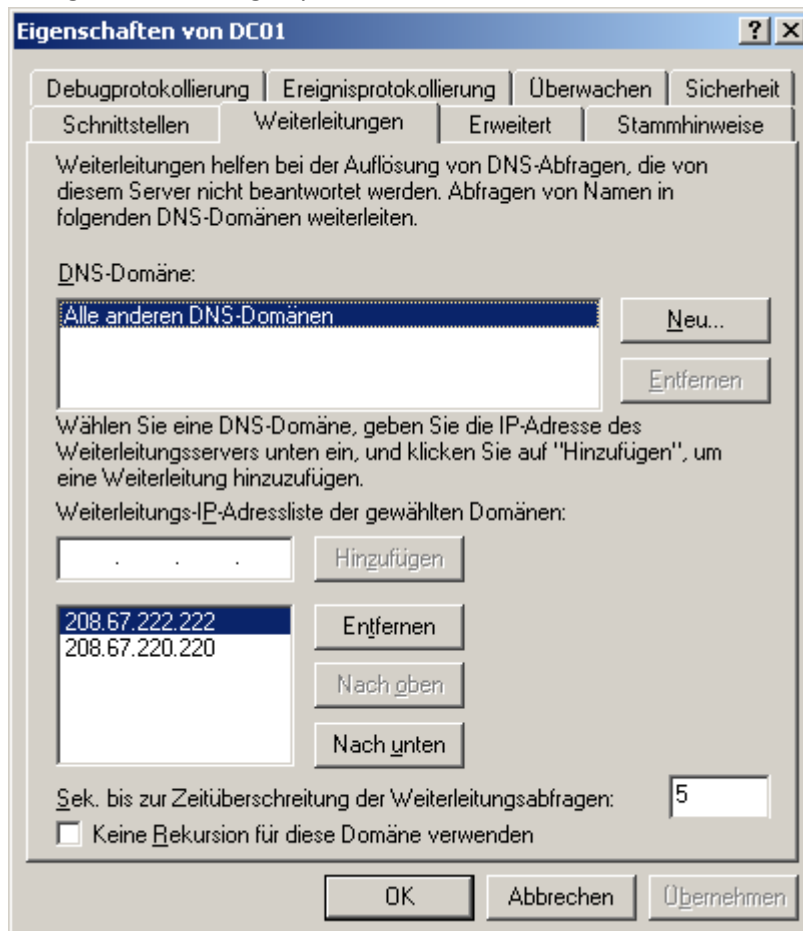 Eigenschaften von DC01
Debugprotokollierung Ereignisprotokollierung Überwachen Sicherheit
Schnittstellen Weiterleitungen Erweitert Stammhinweise
Weiterleitungen helfen bei der Auflösung von DNS-Abfragen, die von
diesem Server nicht beantwortet werden. Abfragen von Namen in
folgenden DNS-Domänen weiterleiten.
DNS-Domäne:
Alle anderen DNS-Domänen
Neu...
Entfernen
Wählen Sie eine DNS-Domäne, geben Sie die IP-Adresse des
Weiterleitungsservers unten ein, und klicken Sie auf "Hinzufügen", um
eine Weiterleitung hinzuzufügen.
Weiterleitungs-IP-Adressliste der gewählten Domänen:
. . . Hinzufügen
208.67.222.222
208.67.220.220
Entfernen
Nach oben
Nach unten
Sek. bis zur Zeitüberschreitung der Weiterleitungsabfragen: 5
Keine Rekursion für diese Domäne verwenden
OK Abbrechen Übernehmen